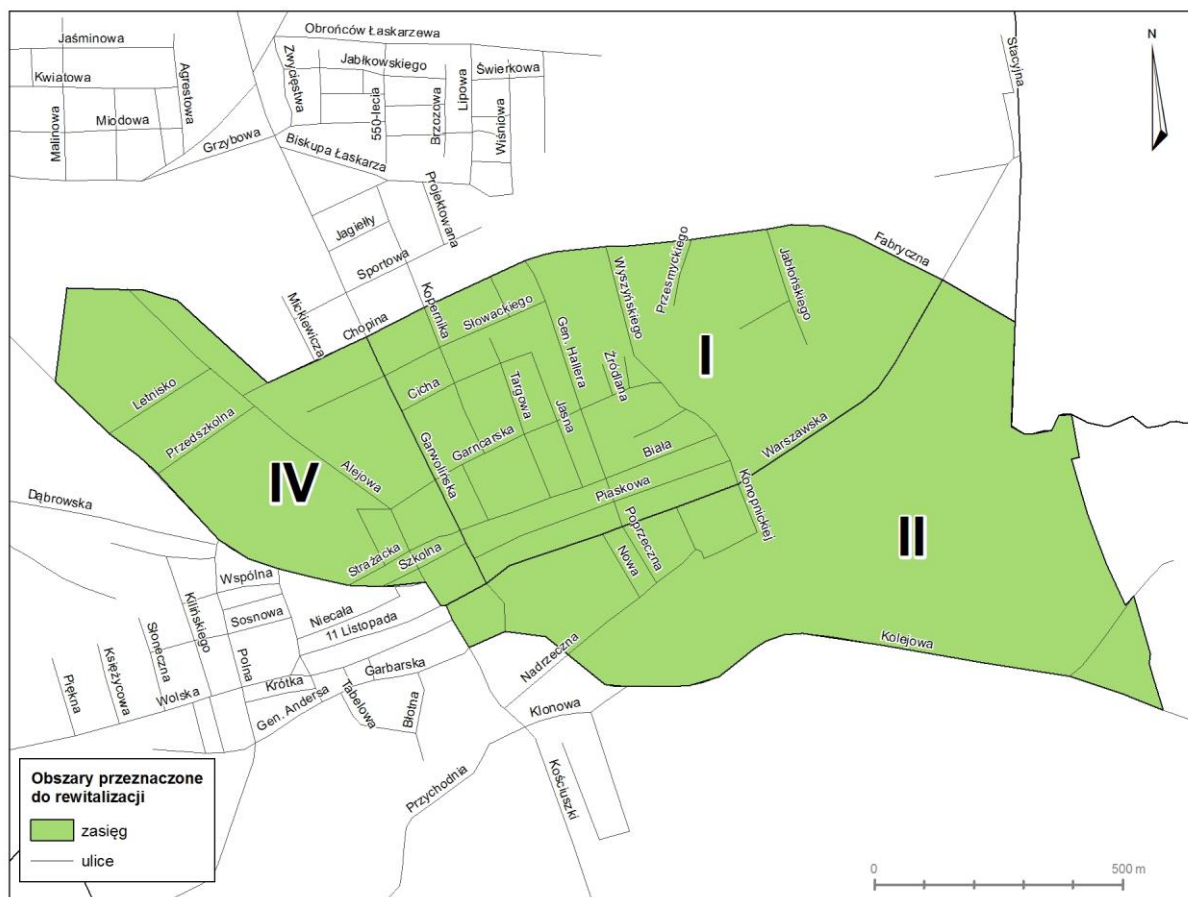 Obrońców Łaskarzewa
Jaśminowa
Zwycięstwa
Jabłkowskiego
Świerkowa
Stacyjna
N
Kwiatowa
Agrestowa
550-lecia
Brzozowa
Lipowa
Wiśniowa
Malinowa
Miodowa
Grzybowa
Biskupa Łaskarza
Projektowana
Jagiełły
Sportowa
Mickiewicza
Chopina
Kopernika
Słowackiego
Gen. Hallera
Wyszyńskiego
Przesmyckiego
Jabłońskiego
Fabryczna
I
Letnisko
Przedszkolna
Cicha
Targowa
Jasna
Źródlana
Garncarska
Garwolińska
Alejowa
IV
Biała
Piaskowa
Warszawska
Konopnickiej
II
Dąbrowska
Strażacka
Szkolna
Poprzeczna
Nowa
Wspólna
Kilińskiego
Sosnowa
Niecała
11 Listopada
Słoneczna
Księżycowa
Piękna
Wolska
Polna
Krótka
Garbarska
Gen. Andersa
Tabelowa
Błotna
Nadrzeczna
Kolejowa
Klonowa
Przychodnia
Kościuszki
Obszary przeznaczone
do rewitalizacji
zasięg
ulice
0
500 m